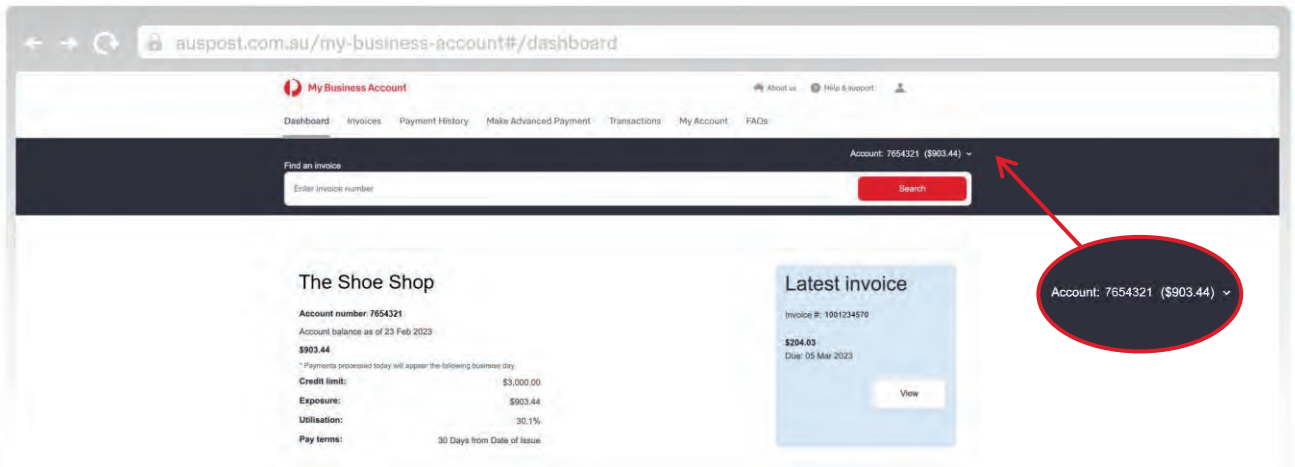 auspost.com.au/my-business-account#/dashboard
My Business Account
About us Help & support
Dashboard Invoices Payment History Make Advanced Payment Transactions My Account FAQs
Account: 7654321 ($903.44)
Find an invoice
Enter invoice number
Search
The Shoe Shop
Account number 7654321
Account balance as of 23 Feb 2023
$903.44
* Payments processed today will appear the following business day.
Credit limit: $3,000.00
Exposure: $903.44
Utilisation: 30.1%
Pay terms: 30 Days from Date of Issue
Latest invoice
Invoice #: 1001234570
$204.03
Due: 05 Mar 2023
View
Account: 7654321 ($903.44)